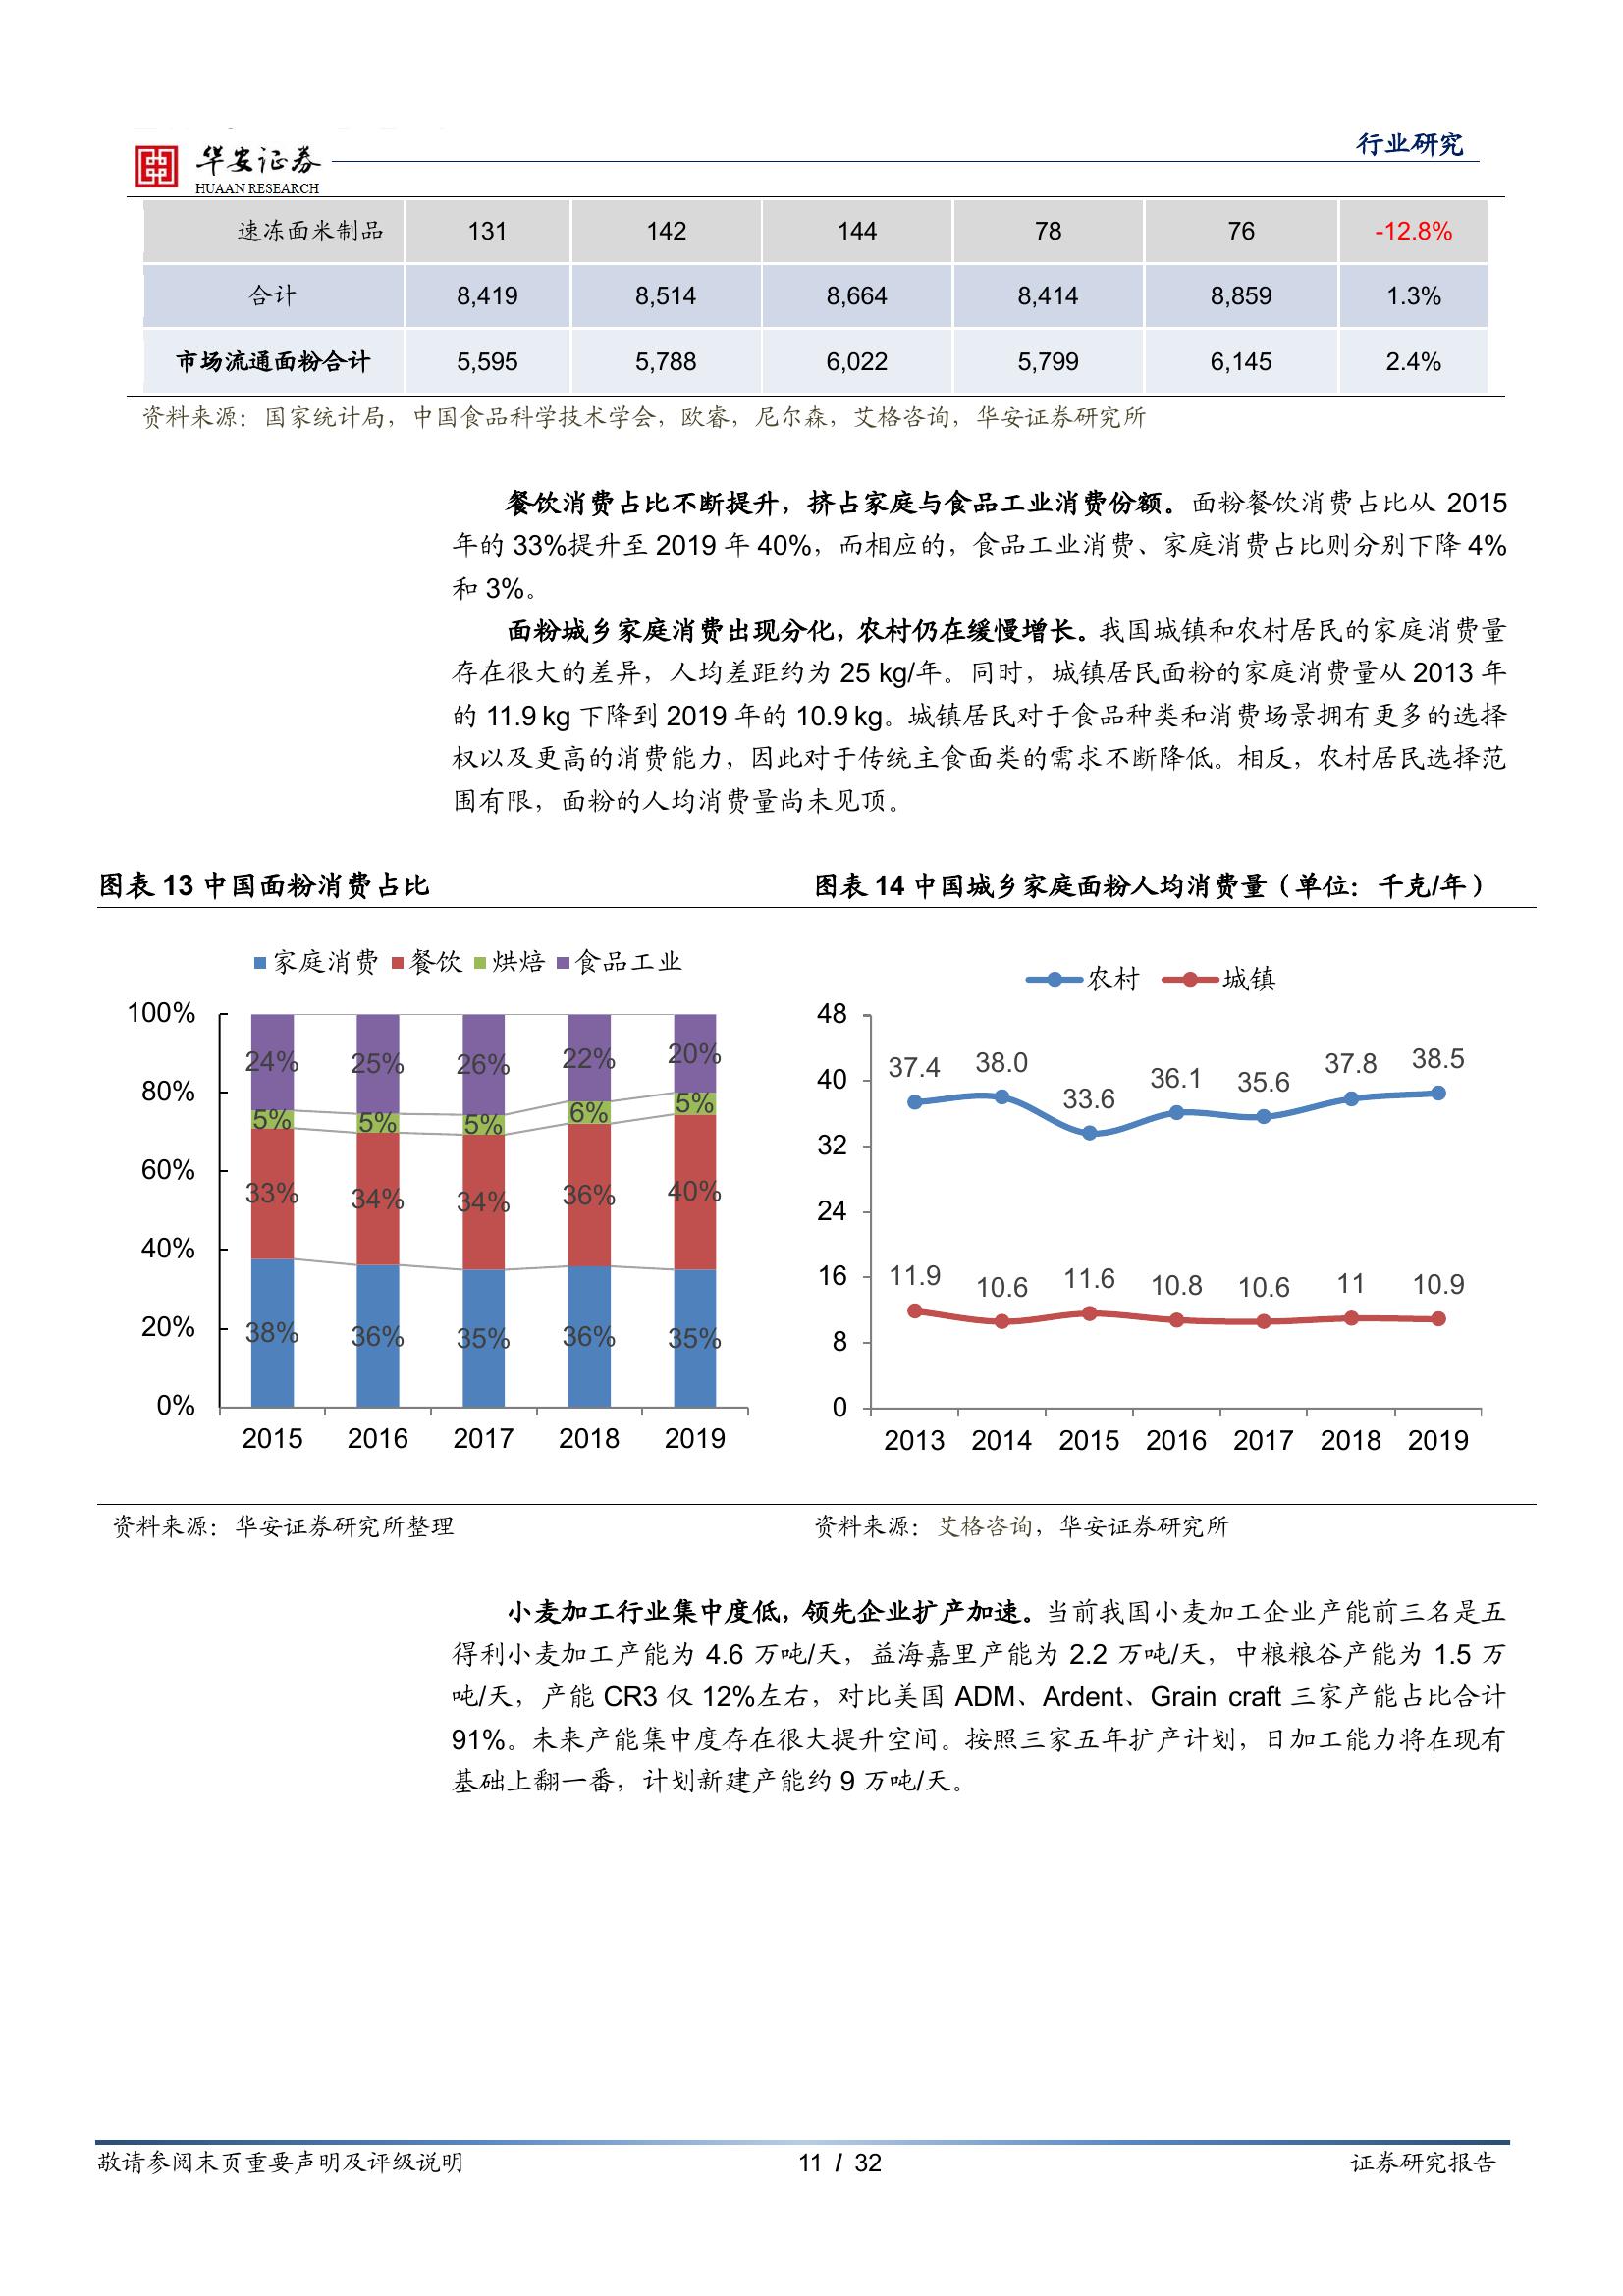 行业研究
华安证券
HUAAN RESEARCH
速冻面米制品 131 142 144 78 76 -12.8%
合计 8,419 8,514 8,664 8,414 8,859 1.3%
市场流通面粉合计 5,595 5,788 6,022 5,799 6,145 2.4%
资料来源：国家统计局，中国食品科学技术学会，欧睿，尼尔森，艾格咨询，华安证券研究所
餐饮消费占比不断提升，挤占家庭与食品工业消费份额。面粉餐饮消费占比从 2015
年的 33%提升至 2019 年 40%，而相应的，食品工业消费、家庭消费占比则分别下降 4%
和 3%。
面粉城乡家庭消费出现分化，农村仍在缓慢增长。我国城镇和农村居民的家庭消费量
存在很大的差异，人均差距约为 25 kg/年。同时，城镇居民面粉的家庭消费量从 2013 年
的 11.9 kg 下降到 2019 年的 10.9 kg。城镇居民对于食品种类和消费场景拥有更多的选择
权以及更高的消费能力，因此对于传统主食面类的需求不断降低。相反，农村居民选择范
围有限，面粉的人均消费量尚未见顶。
图表 13 中国面粉消费占比
家庭消费 餐饮 烘焙 食品工业
100%
80%
60%
40%
20%
0%
24% 25% 26% 22% 20%
5% 5% 5% 6% 5%
33% 34% 34% 36% 40%
38% 36% 35% 36% 35%
2015 2016 2017 2018 2019
资料来源：华安证券研究所整理
图表 14 中国城乡家庭面粉人均消费量（单位：千克/年）
农村 城镇
48
40
32
24
16
8
0
37.4 38.0 33.6 36.1 35.6 37.8 38.5
11.9 10.6 11.6 10.8 10.6 11 10.9
2013 2014 2015 2016 2017 2018 2019
资料来源：艾格咨询，华安证券研究所
小麦加工行业集中度低，领先企业扩产加速。当前我国小麦加工企业产能前三名是五
得利小麦加工产能为 4.6 万吨/天，益海嘉里产能为 2.2 万吨/天，中粮粮谷产能为 1.5 万
吨/天，产能 CR3 仅 12%左右，对比美国 ADM、Ardent、Grain craft 三家产能占比合计
91%。未来产能集中度存在很大提升空间。按照三家五年扩产计划，日加工能力将在现有
基础上翻一番，计划新建产能约 9 万吨/天。
敬请参阅末页重要声明及评级说明 11 / 32 证券研究报告